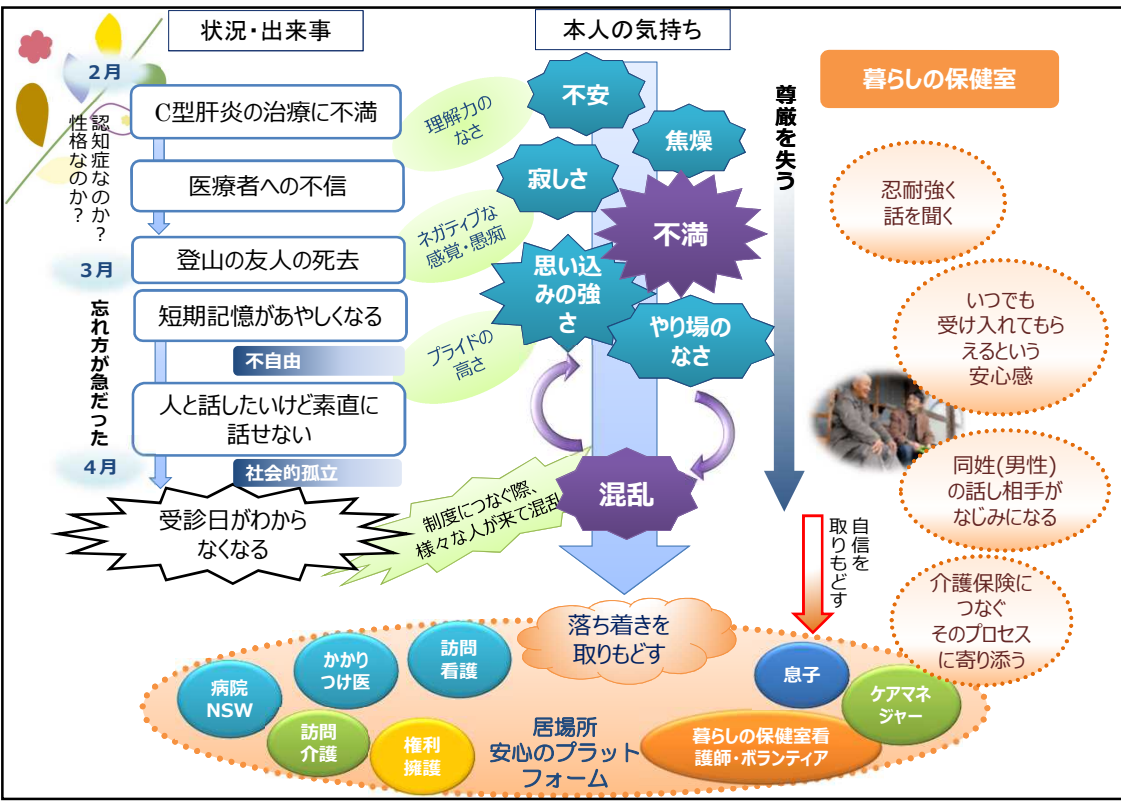 状況・出来事
本人の気持ち
暮らしの保健室
2月
C型肝炎の治療に不満
医療者への不信
認知症なのか？
性格なのか？
登山の友人の死去
3月
短期記憶があやしくなる
不自由
忘れ方が急だった
人と話したいけど素直に
話せない
4月
社会的孤立
受診日がわから
なくなる
理解力の
なさ
ネガティブな
感覚・愚痴
プライドの
高さ
制度につなぐ際、
様々な人が来て混乱
不安
焦燥
寂しさ
不満
思い込
みの強
さ
やり場の
なさ
混乱
尊厳を失う
自信を
取りもどす
忍耐強く
話を聞く
いつでも
受け入れてもら
えるという
安心感
同姓(男性)
の話し相手が
なじみになる
介護保険に
つなぐ
そのプロセス
に寄り添う
落ち着きを
取りもどす
病院
NSW
かかり
つけ医
訪問
看護
訪問
介護
権利
擁護
居場所
安心のプラット
フォーム
息子
ケアマネ
ジャー
暮らしの保健室看
護師・ボランティア